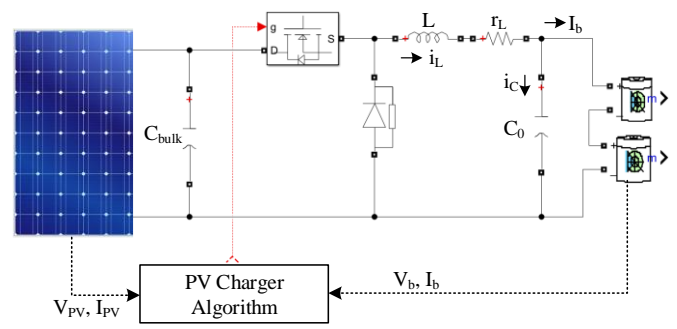 g
D
S
L
r_L
I_b
i_L
i_C
C_bulk
C_0
+
m
+
m
V_PV, I_PV
PV Charger
Algorithm
V_b, I_b